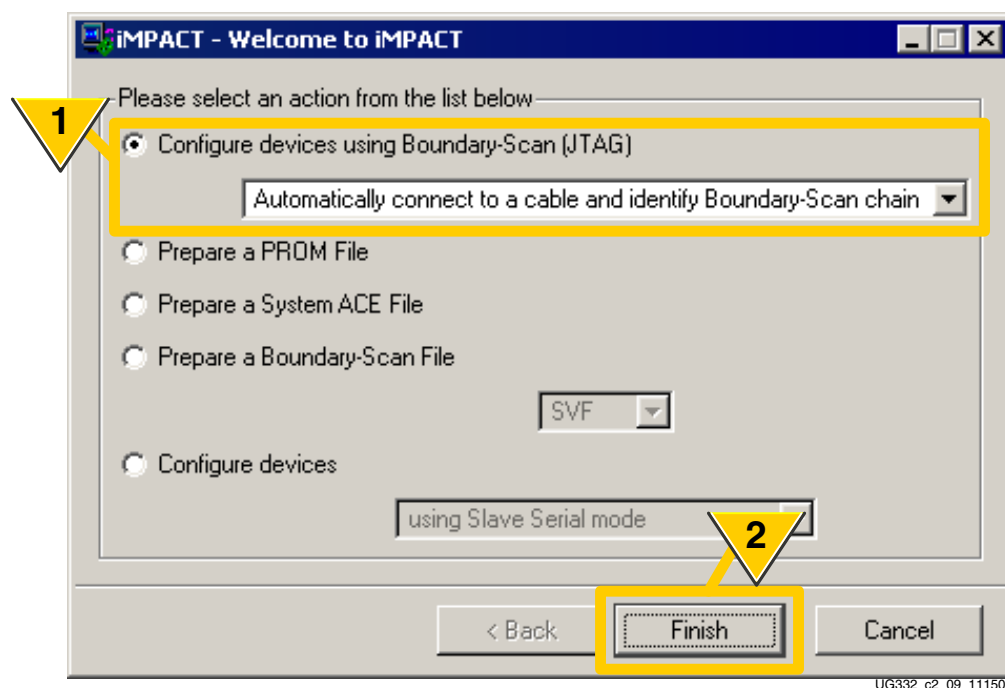 iMPACT - Welcome to iMPACT
Please select an action from the list below
1
Configure devices using Boundary-Scan (JTAG)
Automatically connect to a cable and identify Boundary-Scan chain
Prepare a PROM File
Prepare a System ACE File
Prepare a Boundary-Scan File
SVF
Configure devices
using Slave Serial mode
2
< Back
Finish
Cancel
UG332_c2_09_11150